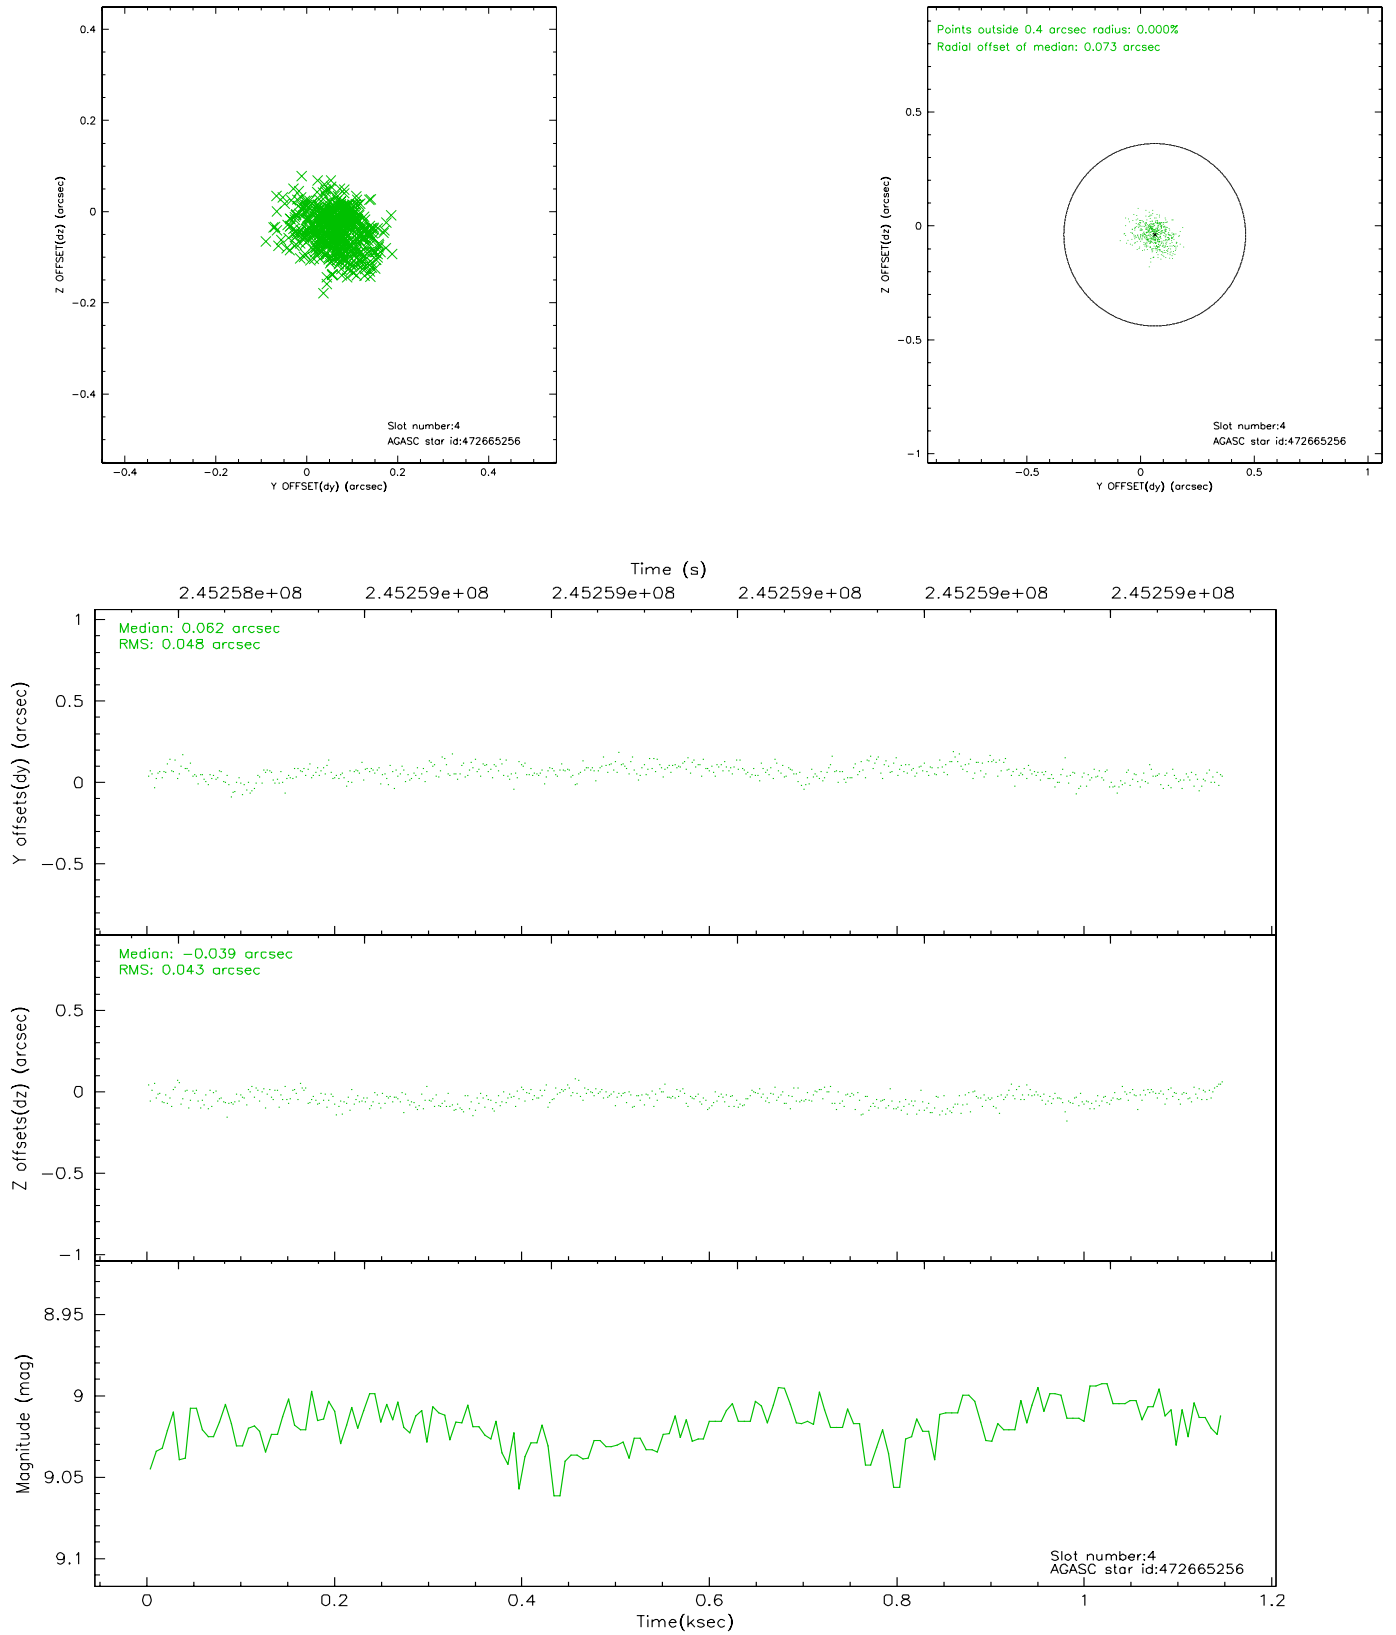 0.4
0.2
0
−0.2
−0.4
Z OFFSET(dz) (arcsec)
Slot number:4
AGASC star id:472665256
−0.4 −0.2 0 0.2 0.4
Y OFFSET(dy) (arcsec)
Points outside 0.4 arcsec radius: 0.000%
Radial offset of median: 0.073 arcsec
0.5
0
−0.5
−1
Z OFFSET(dz) (arcsec)
Slot number:4
AGASC star id:472665256
−0.5 0 0.5 1
Y OFFSET(dy) (arcsec)
Time (s)
2.45258e+08 2.45259e+08 2.45259e+08 2.45259e+08 2.45259e+08 2.45259e+08
Median: 0.062 arcsec
RMS: 0.048 arcsec
1
0.5
0
−0.5
Y offsets(dy) (arcsec)
Median: −0.039 arcsec
RMS: 0.043 arcsec
0.5
0
−0.5
−1
Z offsets(dz) (arcsec)
8.95
9
9.05
9.1
Magnitude (mag)
Slot number:4
AGASC star id:472665256
0 0.2 0.4 0.6 0.8 1 1.2
Time(ksec)